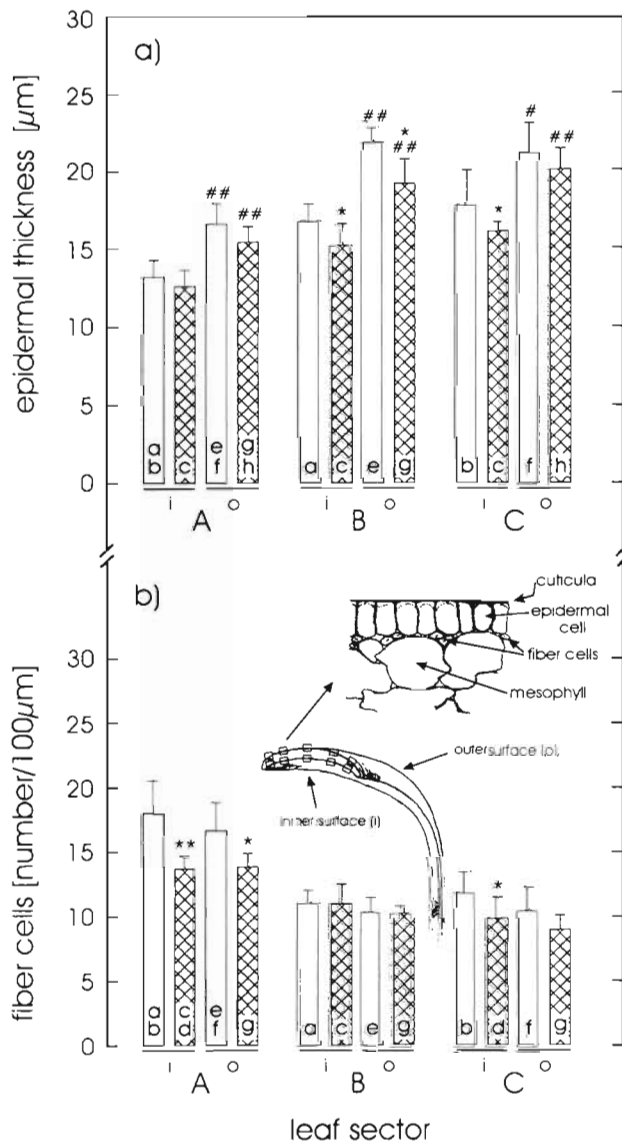 a)
epidermal thickness [µm]
30
25
20
15
10
5
0
## ## * ## * ## # * ##
a b c e f g h a c e g b c f h
i o i o i o
A B C
b)
fiber cells [number/100µm]
30
25
20
15
10
5
0
cuticula
epidermal
cell
fiber cells
mesophyll
outer surface (o)
inner surface (i)
** * *
a b c d e f g a c e g b d f g
i o i o i o
A B C
leaf sector